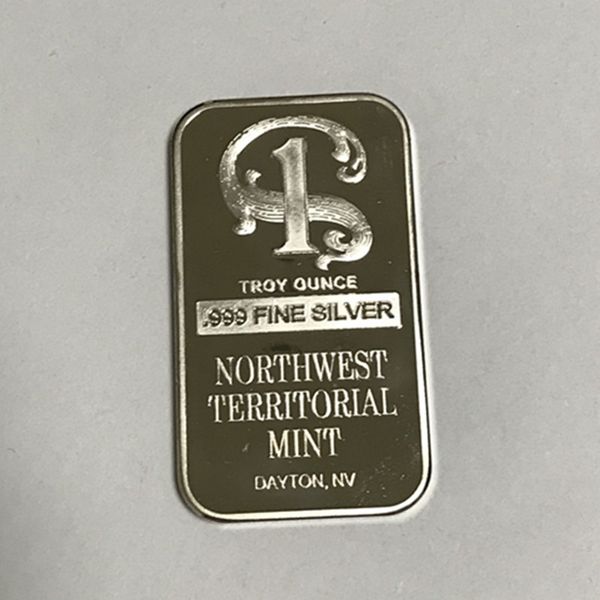 1
TROY OUNCE
.999 FINE SILVER
NORTHWEST
TERRITORIAL
MINT
DAYTON, NV